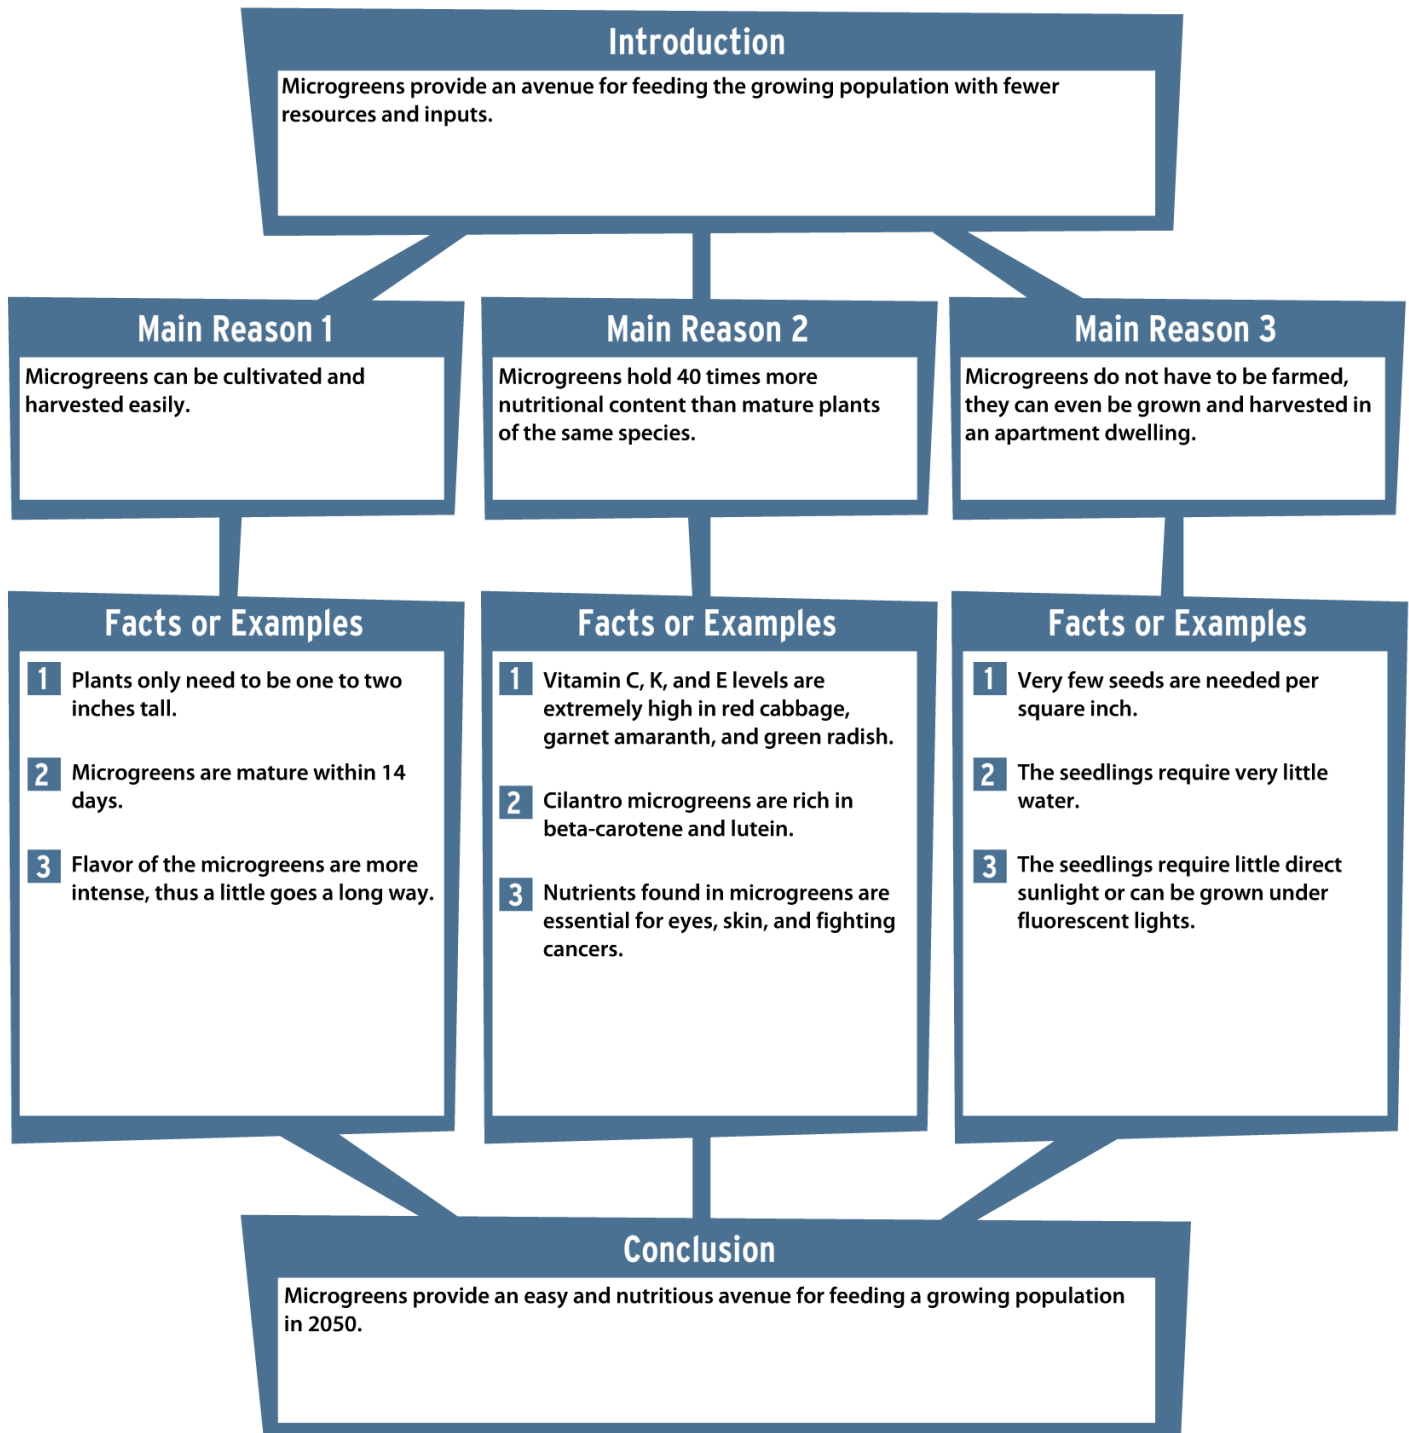 Introduction
Microgreens provide an avenue for feeding the growing population with fewer
resources and inputs.
Main Reason 1
Microgreens can be cultivated and
harvested easily.
Main Reason 2
Microgreens hold 40 times more
nutritional content than mature plants
of the same species.
Main Reason 3
Microgreens do not have to be farmed,
they can even be grown and harvested in
an apartment dwelling.
Facts or Examples
1 Plants only need to be one to two
inches tall.
2 Microgreens are mature within 14
days.
3 Flavor of the microgreens are more
intense, thus a little goes a long way.
Facts or Examples
1 Vitamin C, K, and E levels are
extremely high in red cabbage,
garnet amaranth, and green radish.
2 Cilantro microgreens are rich in
beta-carotene and lutein.
3 Nutrients found in microgreens are
essential for eyes, skin, and fighting
cancers.
Facts or Examples
1 Very few seeds are needed per
square inch.
2 The seedlings require very little
water.
3 The seedlings require little direct
sunlight or can be grown under
fluorescent lights.
Conclusion
Microgreens provide an easy and nutritious avenue for feeding a growing population
in 2050.